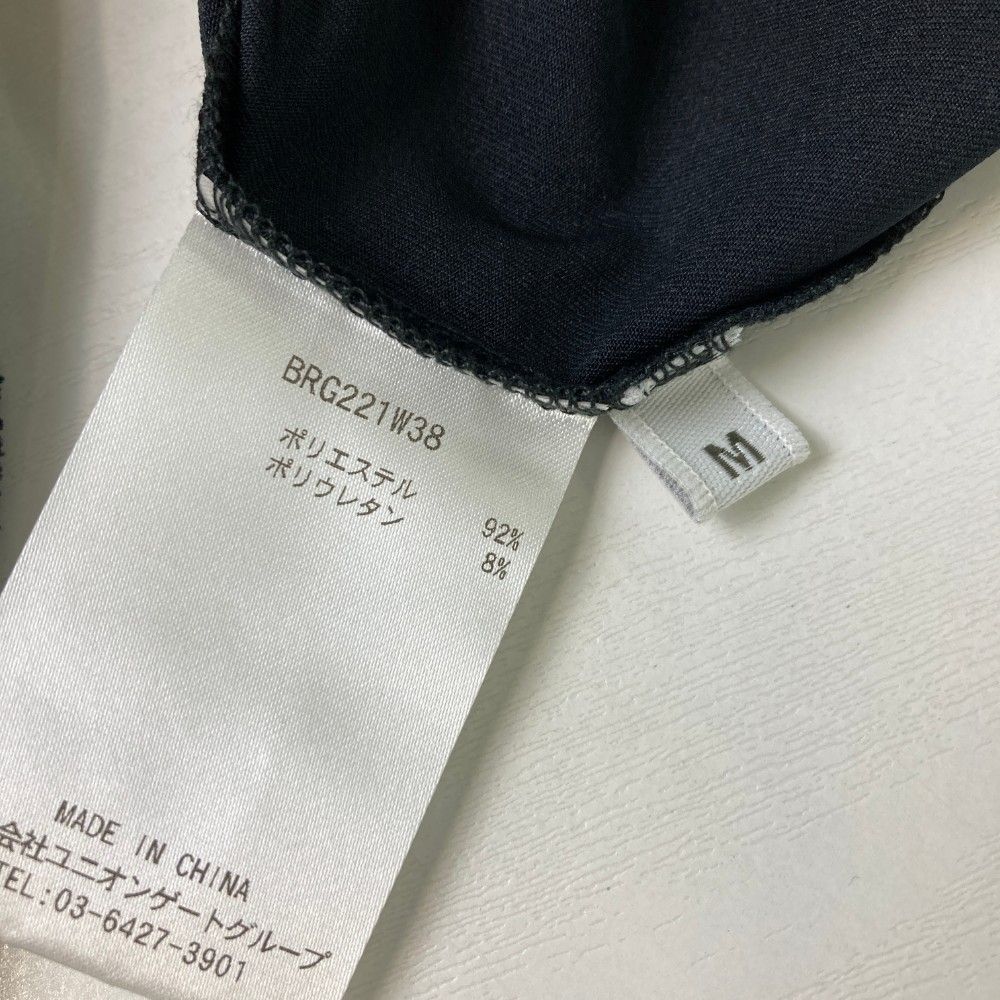 BRG221W38
ポリエステル 92%
ポリウレタン 8%
M
MADE IN CHINA
会社ユニオンゲートグループ
TEL:03-6427-3901